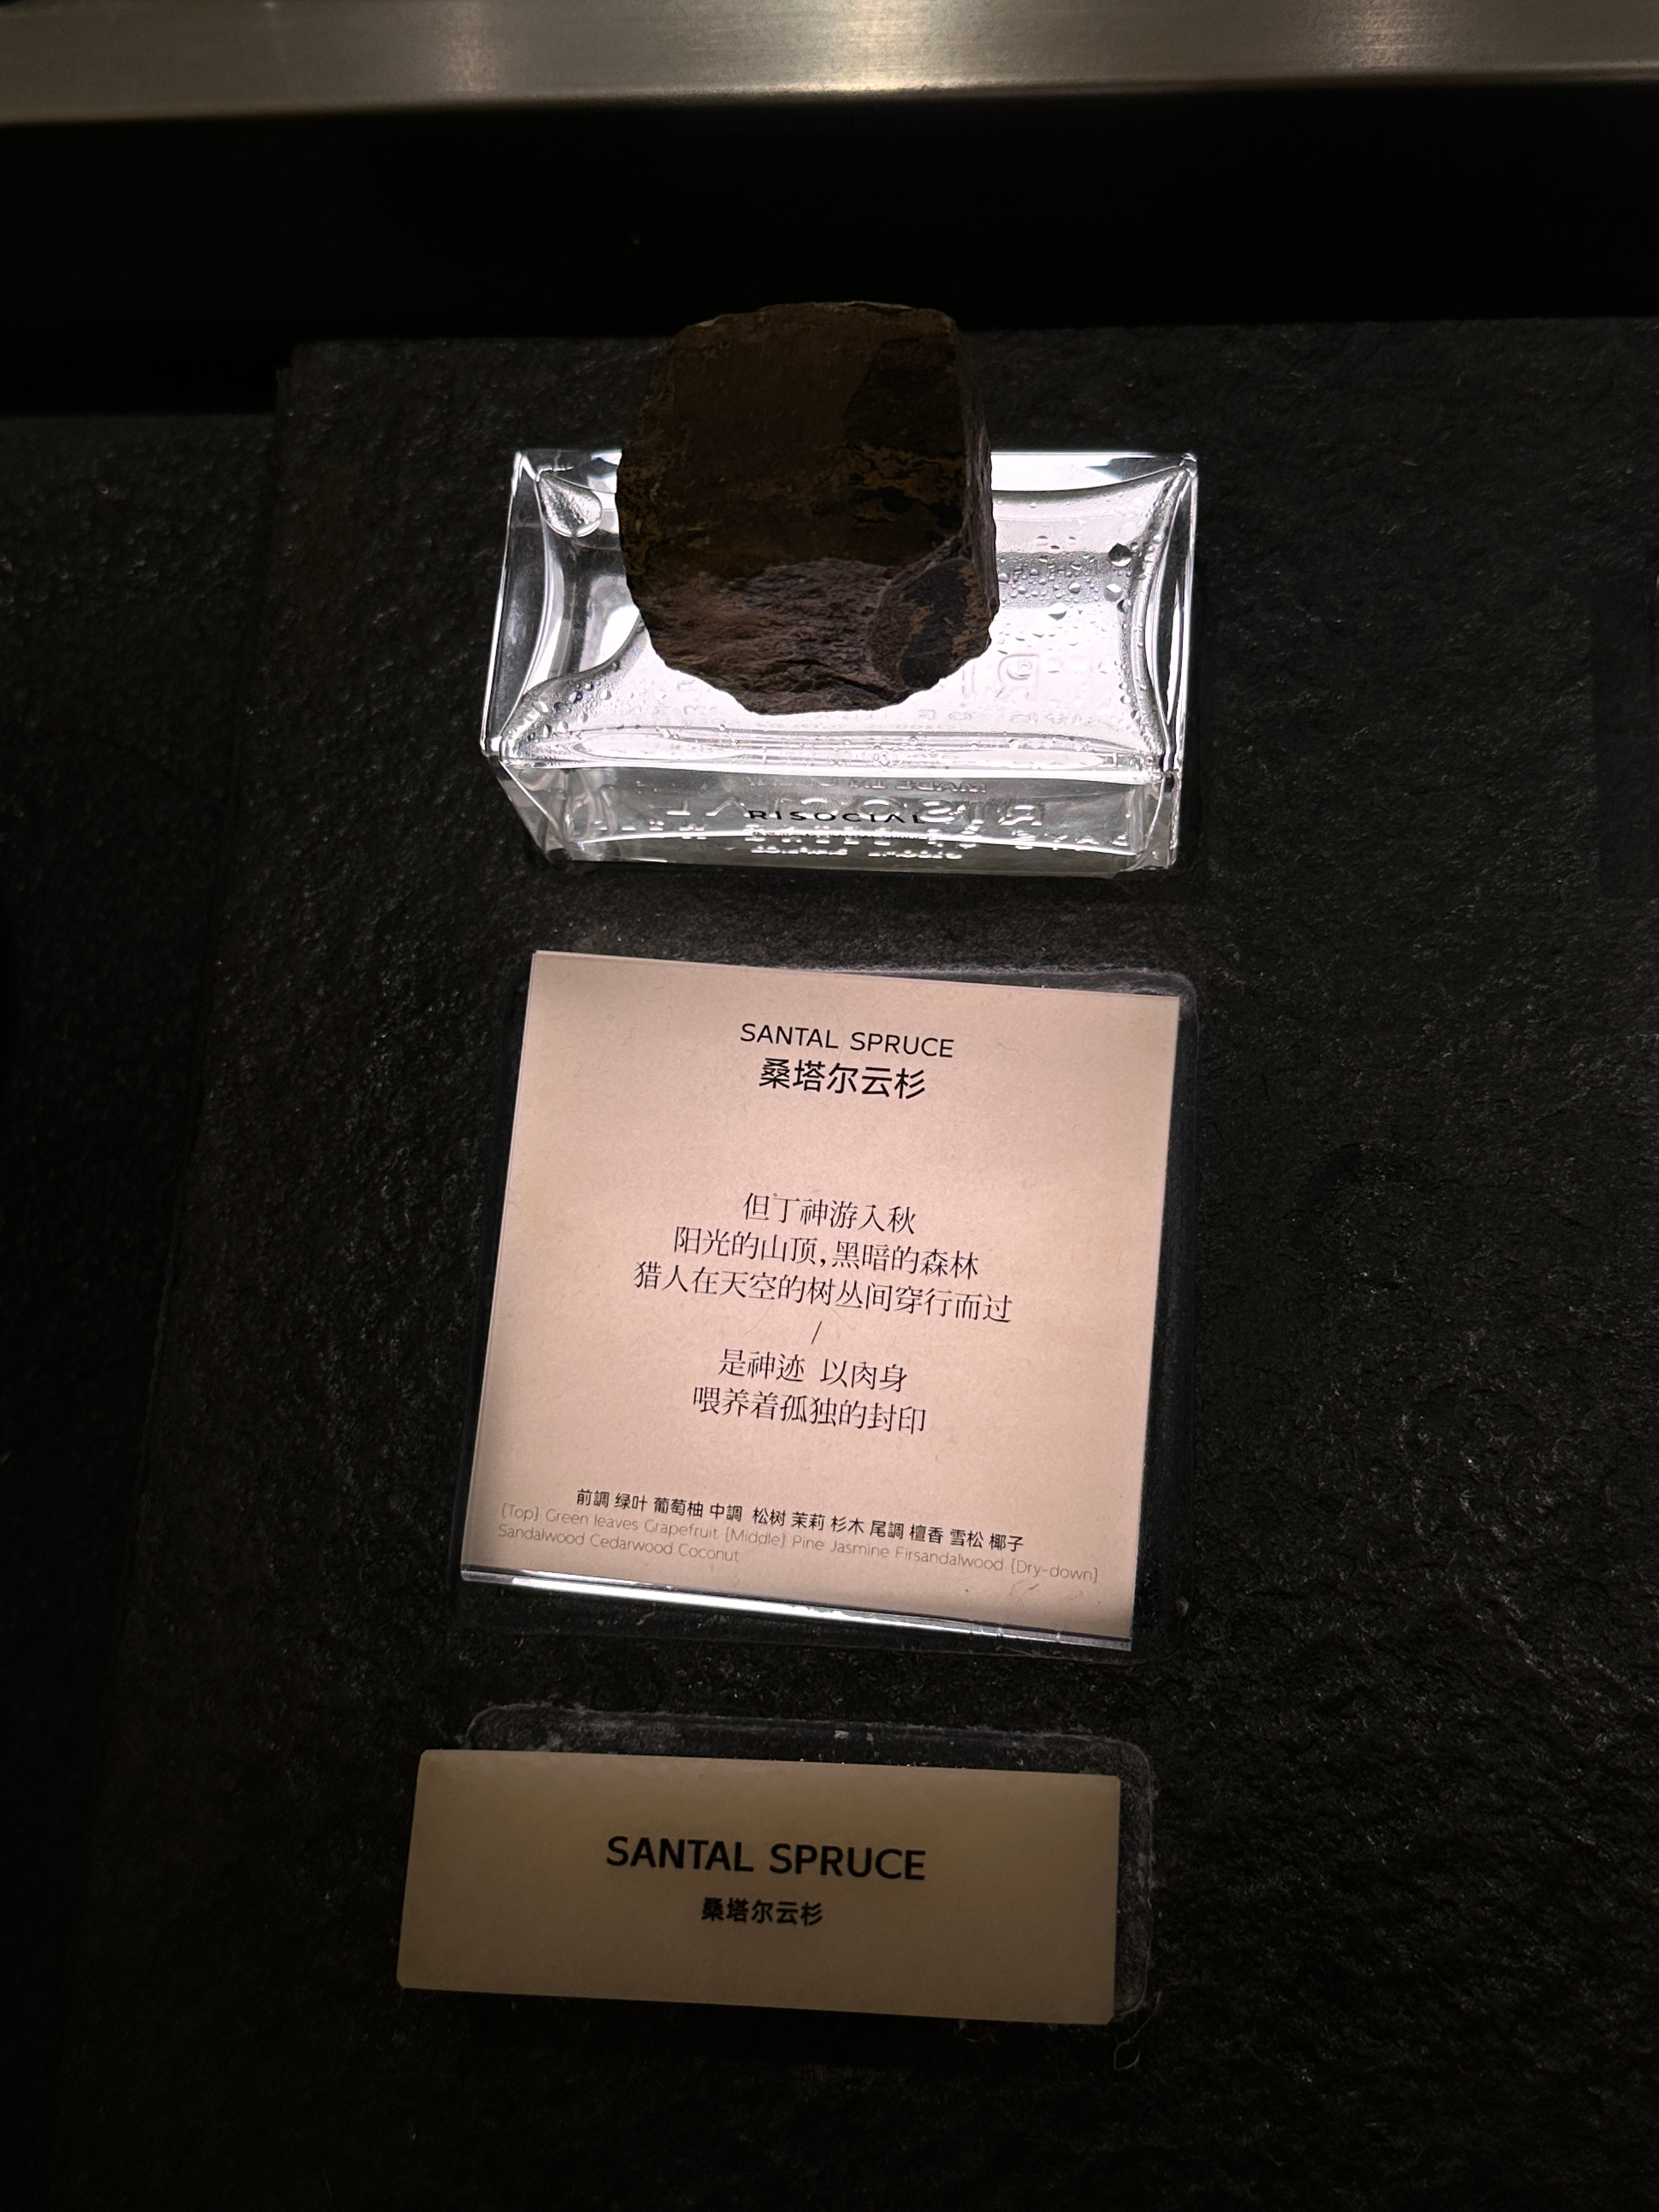 RISOCIAL
SANTAL SPRUCE
桑塔尔云杉
但丁神游入秋
阳光的山顶,黑暗的森林
猎人在天空的树丛间穿行而过
/
是神迹 以肉身
喂养着孤独的封印
前調 绿叶 葡萄柚 中調 松树 茉莉 杉木 尾調 檀香 雪松 椰子
{Top} Green leaves Grapefruit {Middle} Pine Jasmine Firsandalwood {Dry-down}
Sandalwood Cedarwood Coconut
SANTAL SPRUCE
桑塔尔云杉